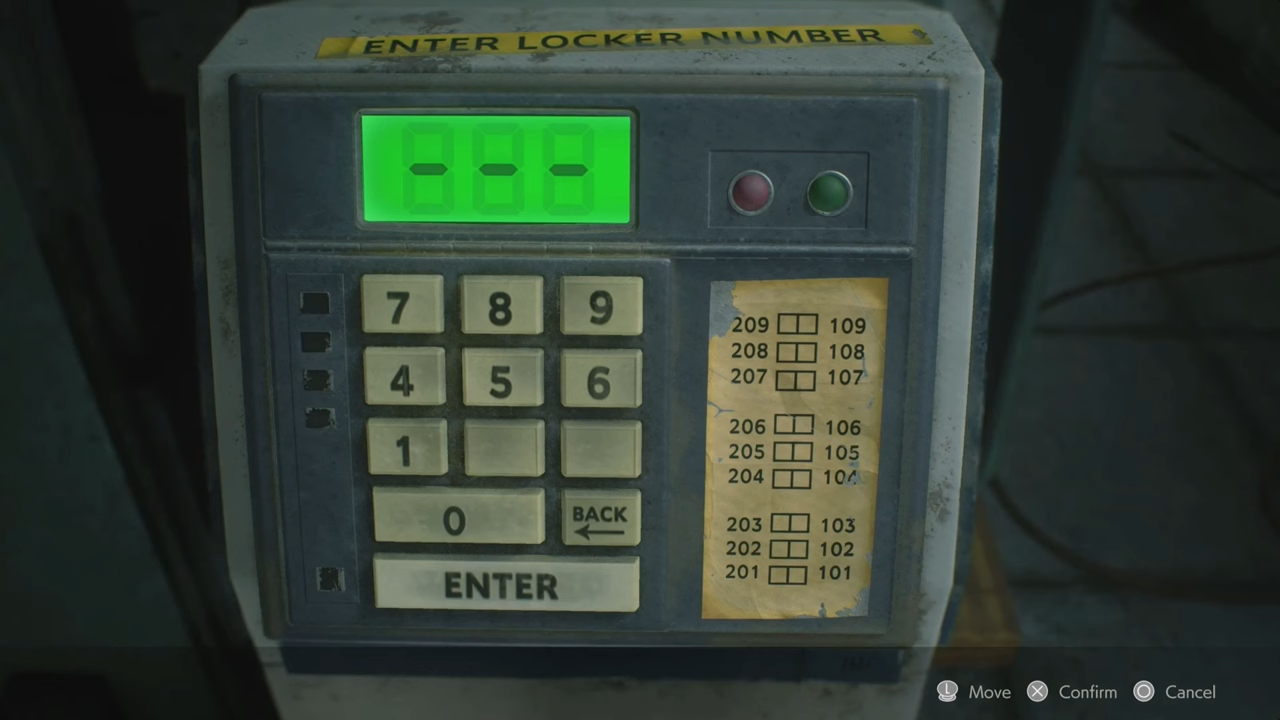 ENTER LOCKER NUMBER
- - -
7 8 9
4 5 6
1
0 BACK
ENTER
209 109
208 108
207 107
206 106
205 105
204 104
203 103
202 102
201 101
L Move X Confirm O Cancel